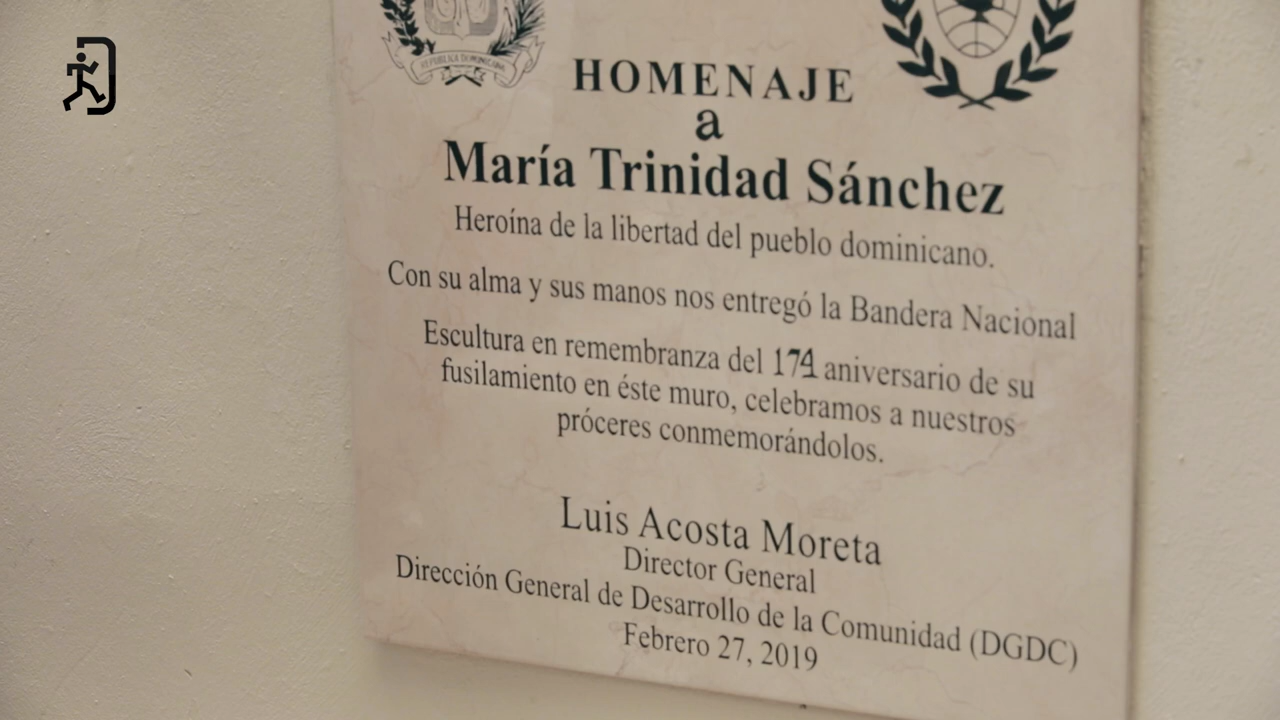 REPÚBLICA DOMINICANA
HOMENAJE
a
María Trinidad Sánchez
Heroína de la libertad del pueblo dominicano.
Con su alma y sus manos nos entregó la Bandera Nacional
Escultura en remembranza del 174 aniversario de su
fusilamiento en éste muro, celebramos a nuestros
próceres conmemorándolos.
Luis Acosta Moreta
Director General
Dirección General de Desarrollo de la Comunidad (DGDC)
Febrero 27, 2019